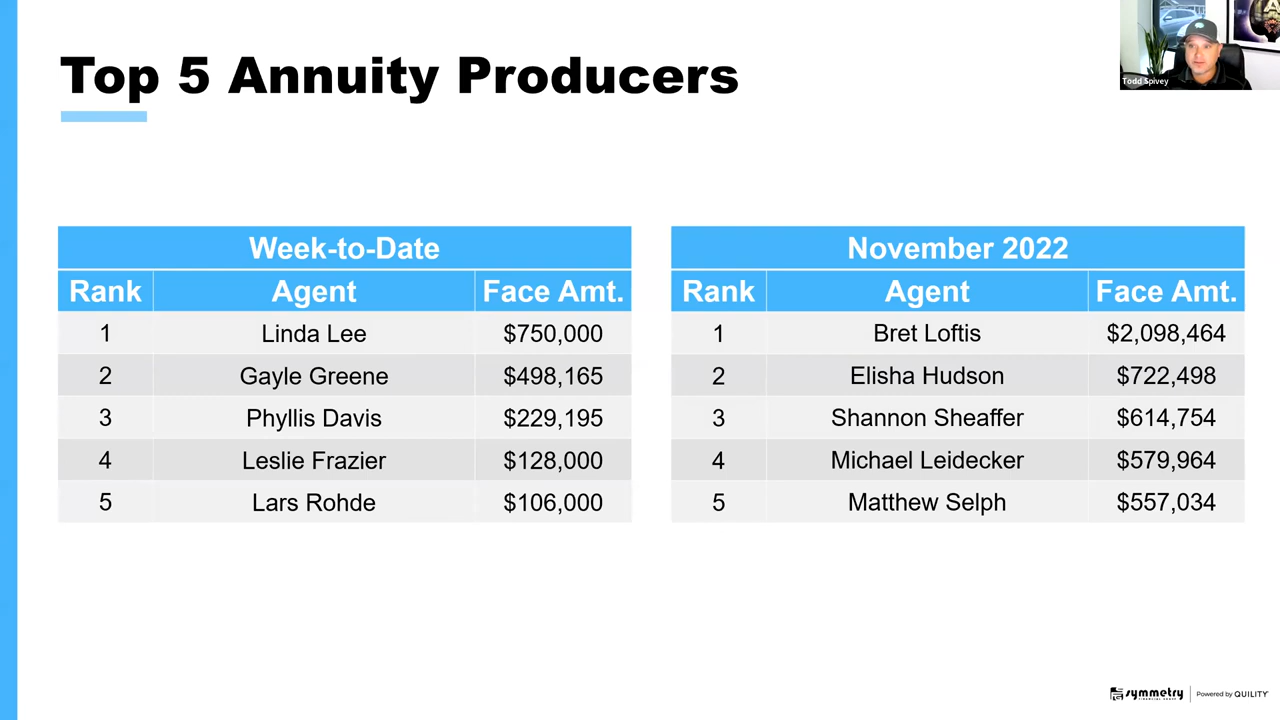 Top 5 Annuity Producers
Todd Spivey
Week-to-Date
Rank Agent Face Amt.
1 Linda Lee $750,000
2 Gayle Greene $498,165
3 Phyllis Davis $229,195
4 Leslie Frazier $128,000
5 Lars Rohde $106,000
November 2022
Rank Agent Face Amt.
1 Bret Loftis $2,098,464
2 Elisha Hudson $722,498
3 Shannon Sheaffer $614,754
4 Michael Leidecker $579,964
5 Matthew Selph $557,034
symmetry
FINANCIAL GROUP
Powered by QUILITY